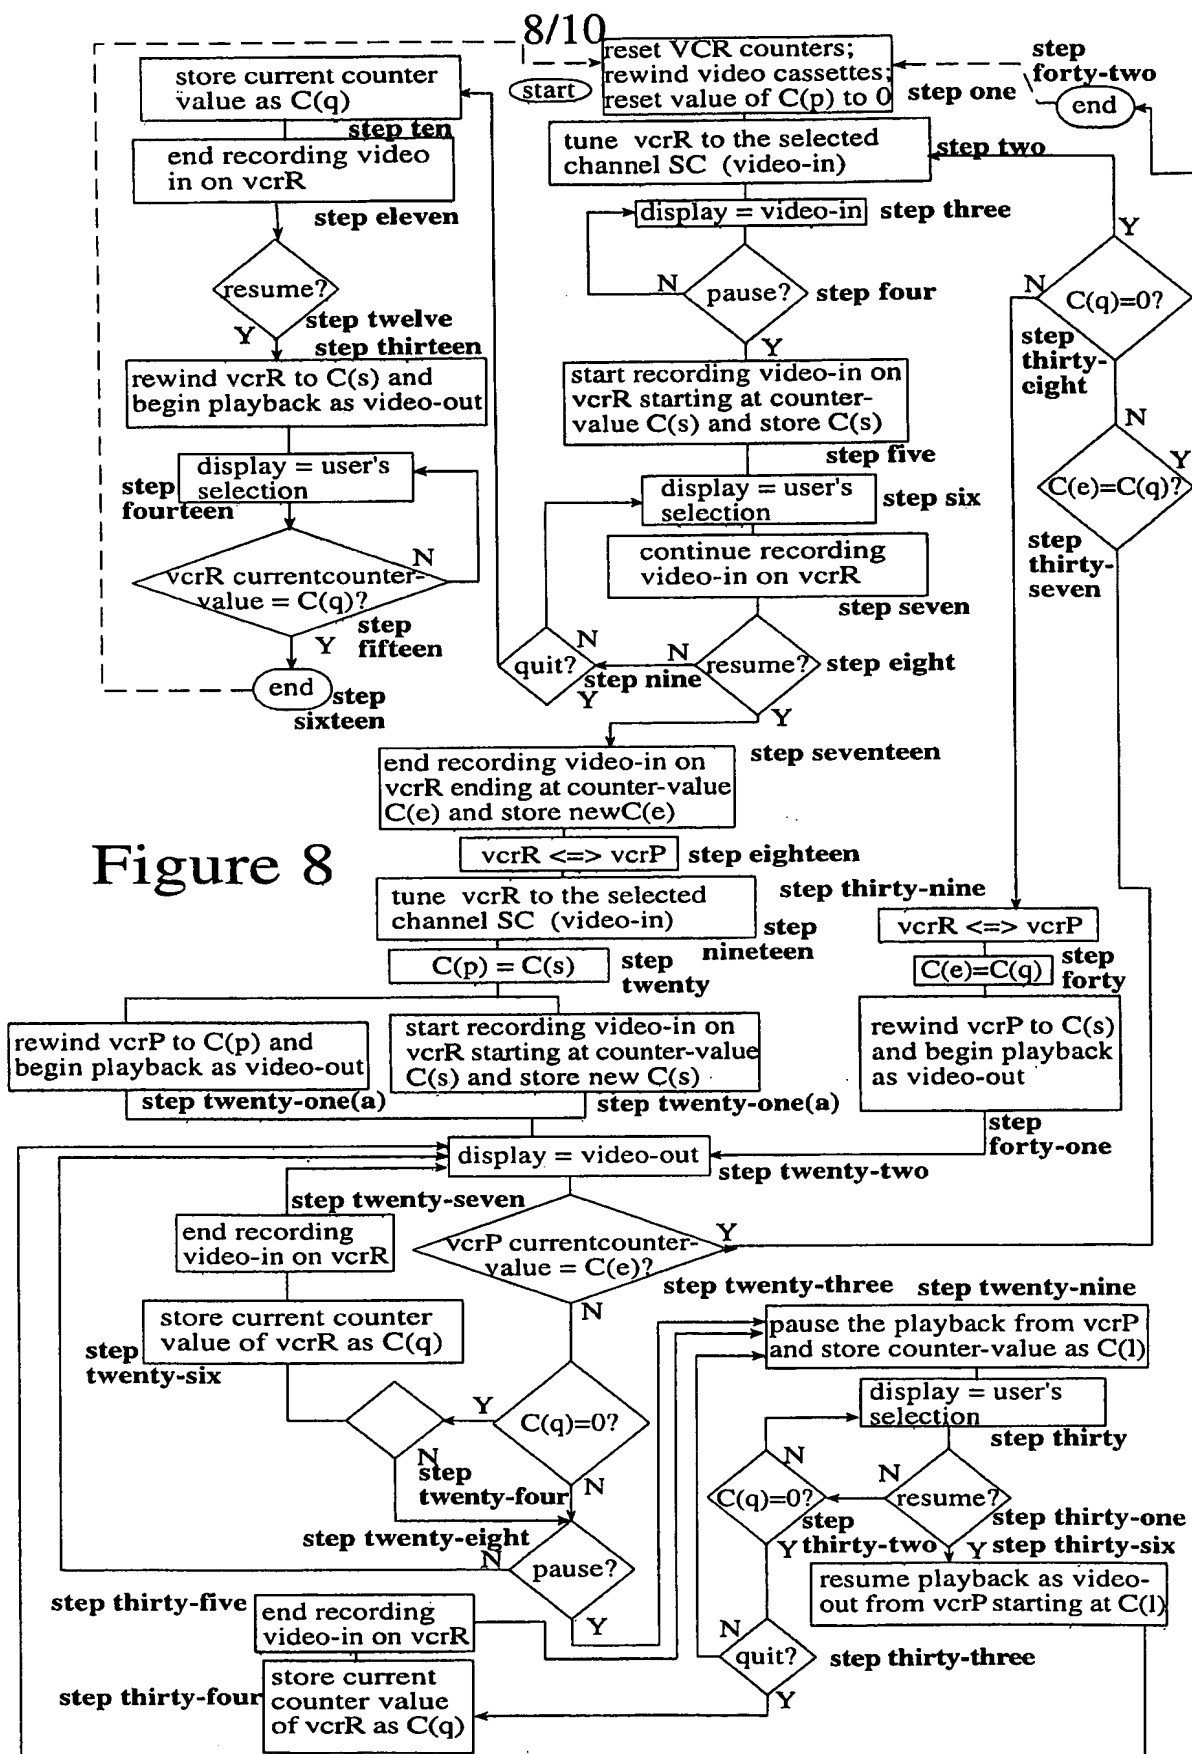 8/10
reset VCR counters;
rewind video cassettes;
reset value of C(p) to 0
step one
start
step
forty-two
end
store current counter
value as C(q)
step ten
end recording video
in on vcrR
step eleven
resume?
step twelve
Y
step thirteen
rewind vcrR to C(s) and
begin playback as video-out
display = user's
selection
step
fourteen
N
vcrR currentcounter-
value = C(q)?
Y
step
fifteen
end
step
sixteen
tune vcrR to the selected
channel SC (video-in)
step two
display = video-in
step three
N
pause?
step four
Y
start recording video-in on
vcrR starting at counter-
value C(s) and store C(s)
step five
display = user's
selection
step six
continue recording
video-in on vcrR
step seven
N
quit?
Y
step nine
N
resume?
step eight
Y
Y
N
C(q)=0?
step
thirty-
eight
N
Y
C(e)=C(q)?
step
thirty-
seven
step seventeen
end recording video-in on
vcrR ending at counter-value
C(e) and store newC(e)
Figure 8
vcrR <=> vcrP
step eighteen
tune vcrR to the selected
channel SC (video-in)
step
nineteen
C(p) = C(s)
step
twenty
step thirty-nine
vcrR <=> vcrP
C(e)=C(q)
step
forty
rewind vcrP to C(s)
and begin playback
as video-out
step
forty-one
rewind vcrP to C(p) and
begin playback as video-out
step twenty-one(a)
start recording video-in on
vcrR starting at counter-value
C(s) and store new C(s)
step twenty-one(a)
display = video-out
step twenty-two
step twenty-seven
end recording
video-in on vcrR
vcrP currentcounter-
value = C(e)?
Y
step twenty-three
N
store current counter
value of vcrR as C(q)
step
twenty-six
Y
C(q)=0?
N
step
twenty-four
N
step twenty-eight
N
pause?
Y
step twenty-nine
pause the playback from vcrP
and store counter-value as C(l)
display = user's
selection
step thirty
N
C(q)=0?
N
resume?
step
thirty-two
Y
step thirty-one
Y
step thirty-six
resume playback as video-
out from vcrP starting at C(l)
N
quit?
step thirty-three
Y
step thirty-five
end recording
video-in on vcrR
step thirty-four
store current
counter value
of vcrR as C(q)